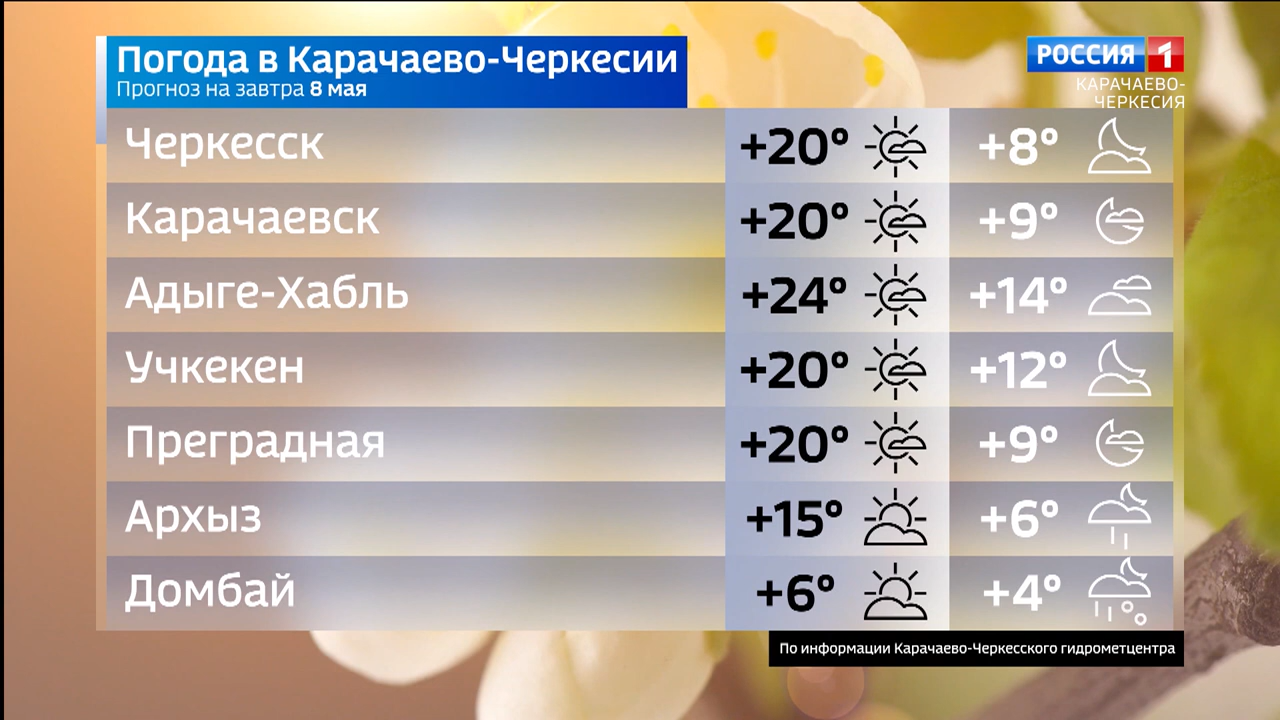 Погода в Карачаево-Черкесии
Прогноз на завтра 8 мая
РОССИЯ 1
КАРАЧАЕВО-
ЧЕРКЕСИЯ
Черкесск +20° +8°
Карачаевск +20° +9°
Адыге-Хабль +24° +14°
Учкекен +20° +12°
Преградная +20° +9°
Архыз +15° +6°
Домбай +6° +4°
По информации Карачаево-Черкесского гидрометцентра